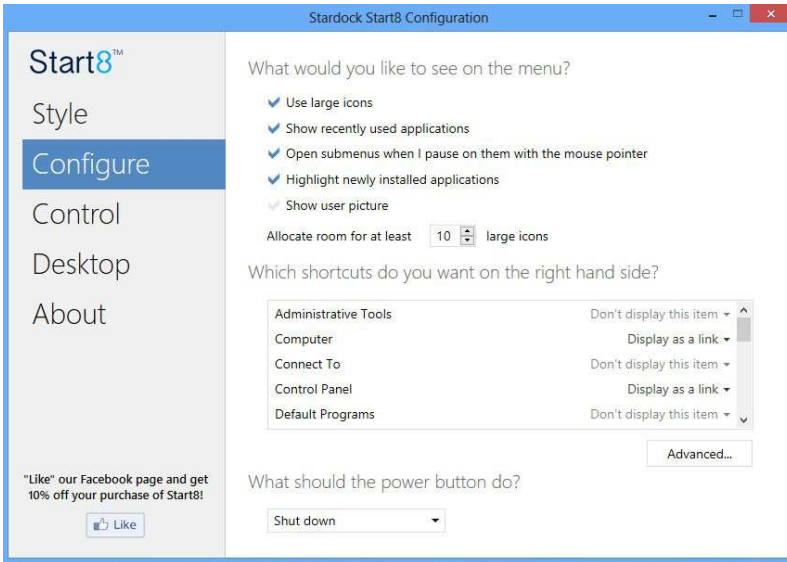 Stardock Start8 Configuration
Start8™
Style
Configure
Control
Desktop
About
"Like" our Facebook page and get
10% off your purchase of Start8!
Like
What would you like to see on the menu?
Use large icons
Show recently used applications
Open submenus when I pause on them with the mouse pointer
Highlight newly installed applications
Show user picture
Allocate room for at least 10 large icons
Which shortcuts do you want on the right hand side?
Administrative Tools Don't display this item
Computer Display as a link
Connect To Don't display this item
Control Panel Display as a link
Default Programs Don't display this item
Advanced...
What should the power button do?
Shut down